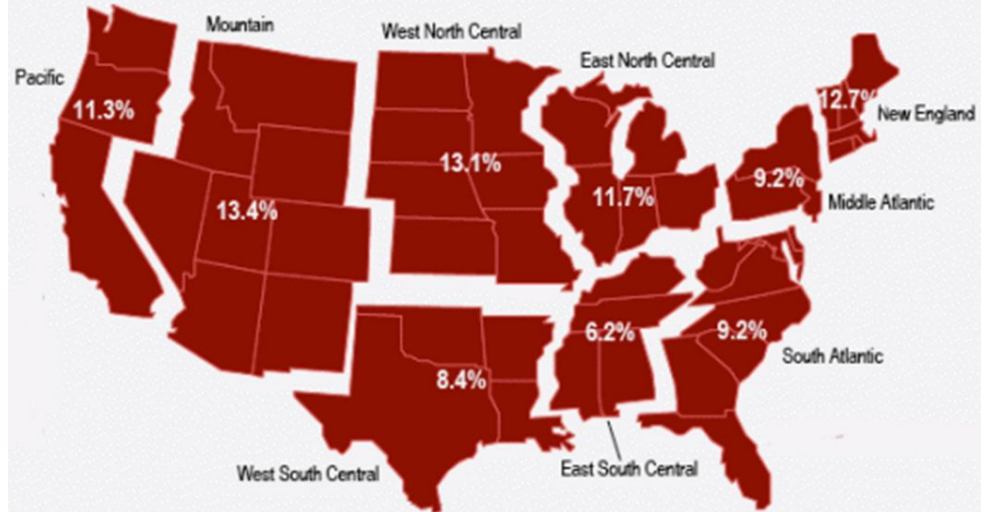 Mountain
West North Central
East North Central
Pacific
11.3%
12.7%
New England
13.1%
9.2%
11.7%
13.4%
Middle Atlantic
6.2%
9.2%
South Atlantic
8.4%
West South Central
East South Central